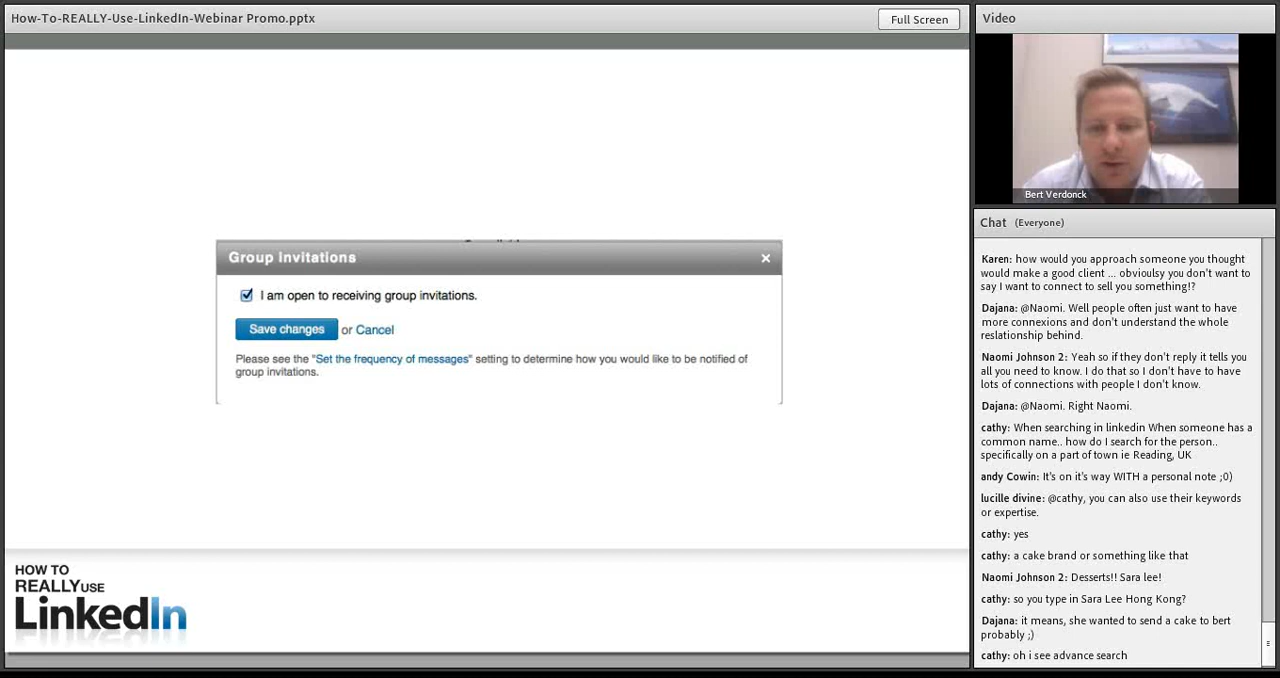 How-To-REALLY-Use-LinkedIn-Webinar Promo.pptx
Full Screen
Group Invitations
×
I am open to receiving group invitations.
Save changes or Cancel
Please see the "Set the frequency of messages" setting to determine how you would like to be notified of
group invitations.
HOW TO
REALLY USE
LinkedIn
Video
Bert Verdonck
Chat (Everyone)
Karen: how would you approach someone you thought
would make a good client ... obvioulsy you don't want to
say I want to connect to sell you something!?
Dajana: @Naomi. Well people often just want to have
more connexions and don't understand the whole
reslationship behind.
Naomi Johnson 2: Yeah so if they don't reply it tells you
all you need to know. I do that so I don't have to have
lots of connections with people I don't know.
Dajana: @Naomi. Right Naomi.
cathy: When searching in linkedin When someone has a
common name.. how do I search for the person..
specifically on a part of town ie Reading, UK
andy Cowin: It's on it's way WITH a personal note ;0)
lucille divine: @cathy, you can also use their keywords
or expertise.
cathy: yes
cathy: a cake brand or something like that
Naomi Johnson 2: Desserts!! Sara lee!
cathy: so you type in Sara Lee Hong Kong?
Dajana: it means, she wanted to send a cake to bert
probably ;)
cathy: oh i see advance search